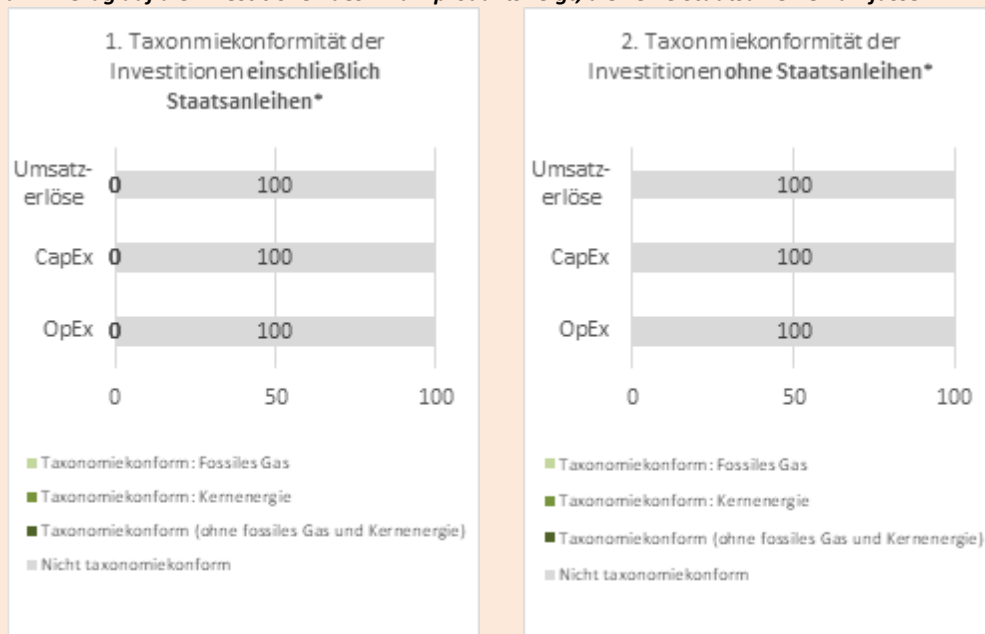 1. Taxonmiekonformität der
Investitionen einschließlich
Staatsanleihen*
Umsatz-
erlöse
0
100
CapEx
0
100
OpEx
0
100
0
50
100
Taxonomiekonform: Fossiles Gas
Taxonomiekonform: Kernenergie
Taxonomiekonform (ohne fossiles Gas und Kernenergie)
Nicht taxonomiekonform
2. Taxonmiekonformität der
Investitionen ohne Staatsanleihen*
Umsatz-
erlöse
100
CapEx
100
OpEx
100
0
50
100
Taxonomiekonform: Fossiles Gas
Taxonomiekonform: Kernenergie
Taxonomiekonform (ohne fossiles Gas und Kernenergie)
Nicht taxonomiekonform